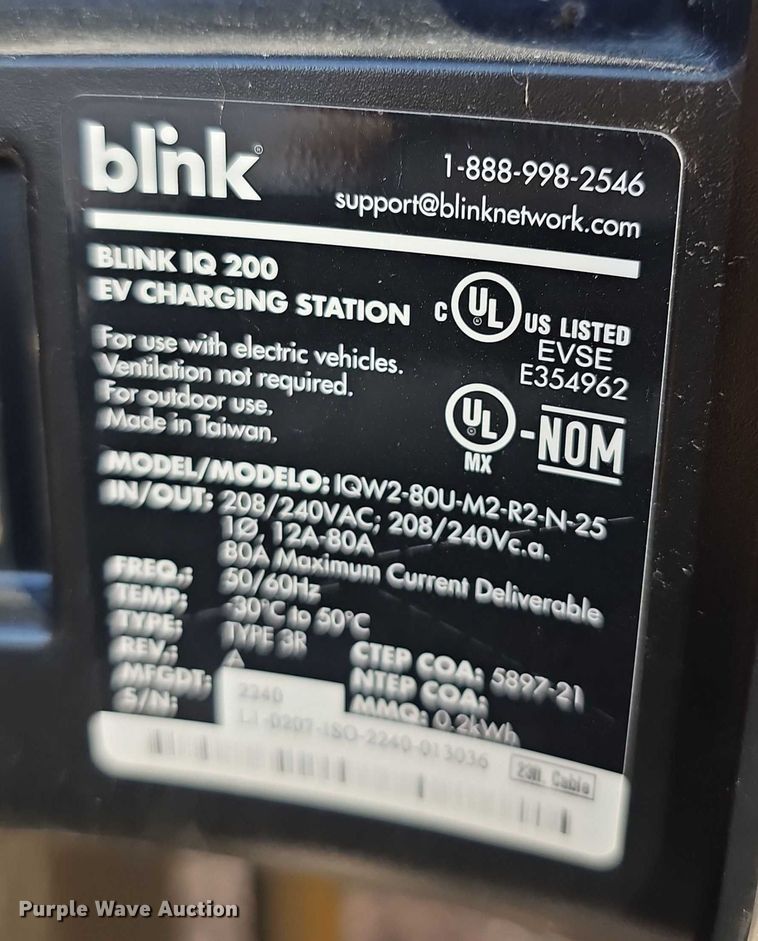 blink®
1-888-998-2546
support@blinknetwork.com
BLINK IQ 200
EV CHARGING STATION
C UL US LISTED
EVSE
E354962
For use with electric vehicles.
Ventilation not required.
For outdoor use.
Made in Taiwan.
UL
MX
-NOM
MODEL/MODELO: IQW2-80U-M2-R2-N-25
IN/OUT: 208/240VAC; 208/240Vc.a.
1Ø, 12A-80A
80A Maximum Current Deliverable
FREQ.: 50/60Hz
TEMP: -30°C to 50°C
TYPE: TYPE 3R
REV.: A
CTEP COA: 5897-21
NTEP COA:
MMQ: 0.2kWh
MFGDT: 2240
S/N: L1-0207-ISO-2240-013036
Cable
Purple Wave Auction